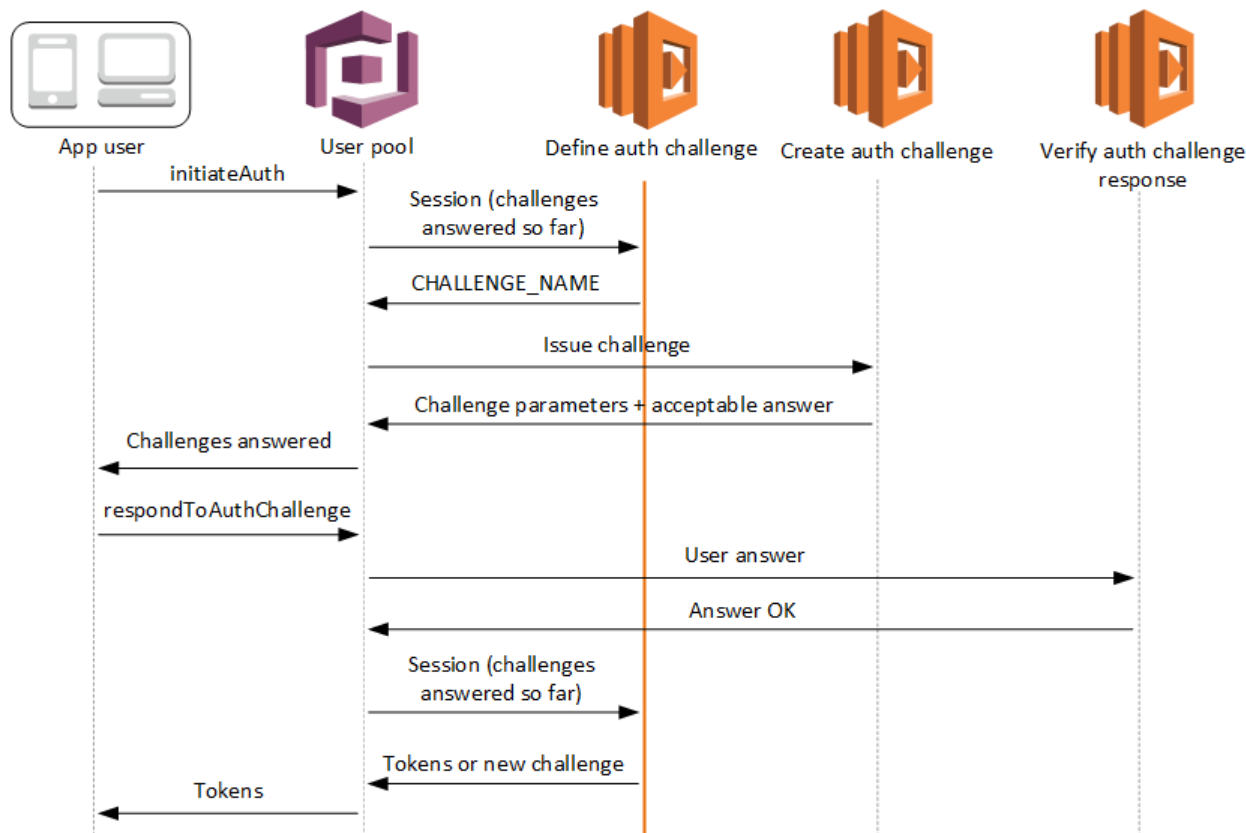 App user
User pool
Define auth challenge
Create auth challenge
Verify auth challenge
response
initiateAuth
Session (challenges
answered so far)
CHALLENGE_NAME
Issue challenge
Challenge parameters + acceptable answer
Challenges answered
respondToAuthChallenge
User answer
Answer OK
Session (challenges
answered so far)
Tokens or new challenge
Tokens